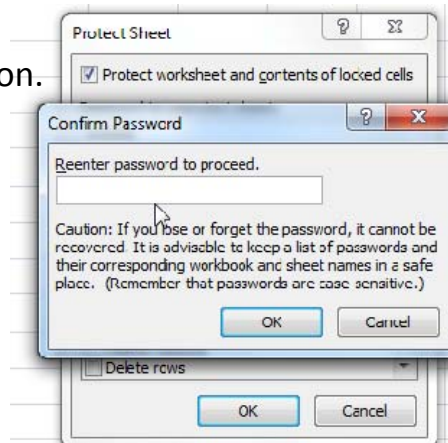 Protect Sheet
on.
Protect worksheet and contents of locked cells
Confirm Password
Reenter password to proceed.
Caution: If you lose or forget the password, it cannot be
recovered. It is advisable to keep a list of passwords and
their corresponding workbook and sheet names in a safe
place. (Remember that passwords are case sensitive.)
OK Cancel
Delete rows
OK Cancel